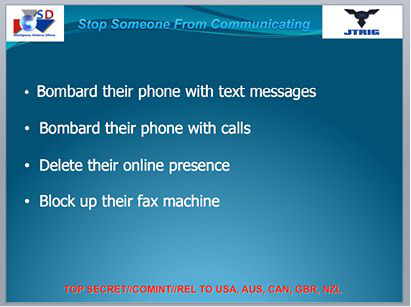 SD
Stop Someone From Communicating
JTRIG
• Bombard their phone with text messages
• Bombard their phone with calls
• Delete their online presence
• Block up their fax machine
TOP SECRET//COMINT//REL TO USA, AUS, CAN, GBR, NZL